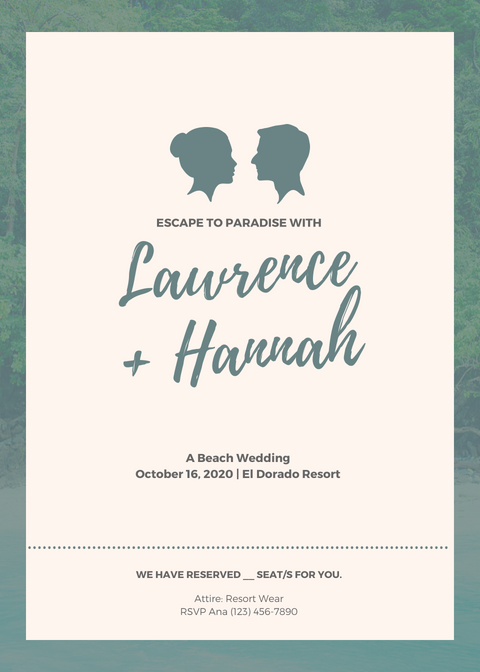 ESCAPE TO PARADISE WITH
Lawrence
+ Hannah
A Beach Wedding
October 16, 2020 | El Dorado Resort
WE HAVE RESERVED __ SEAT/S FOR YOU.
Attire: Resort Wear
RSVP Ana (123) 456-7890